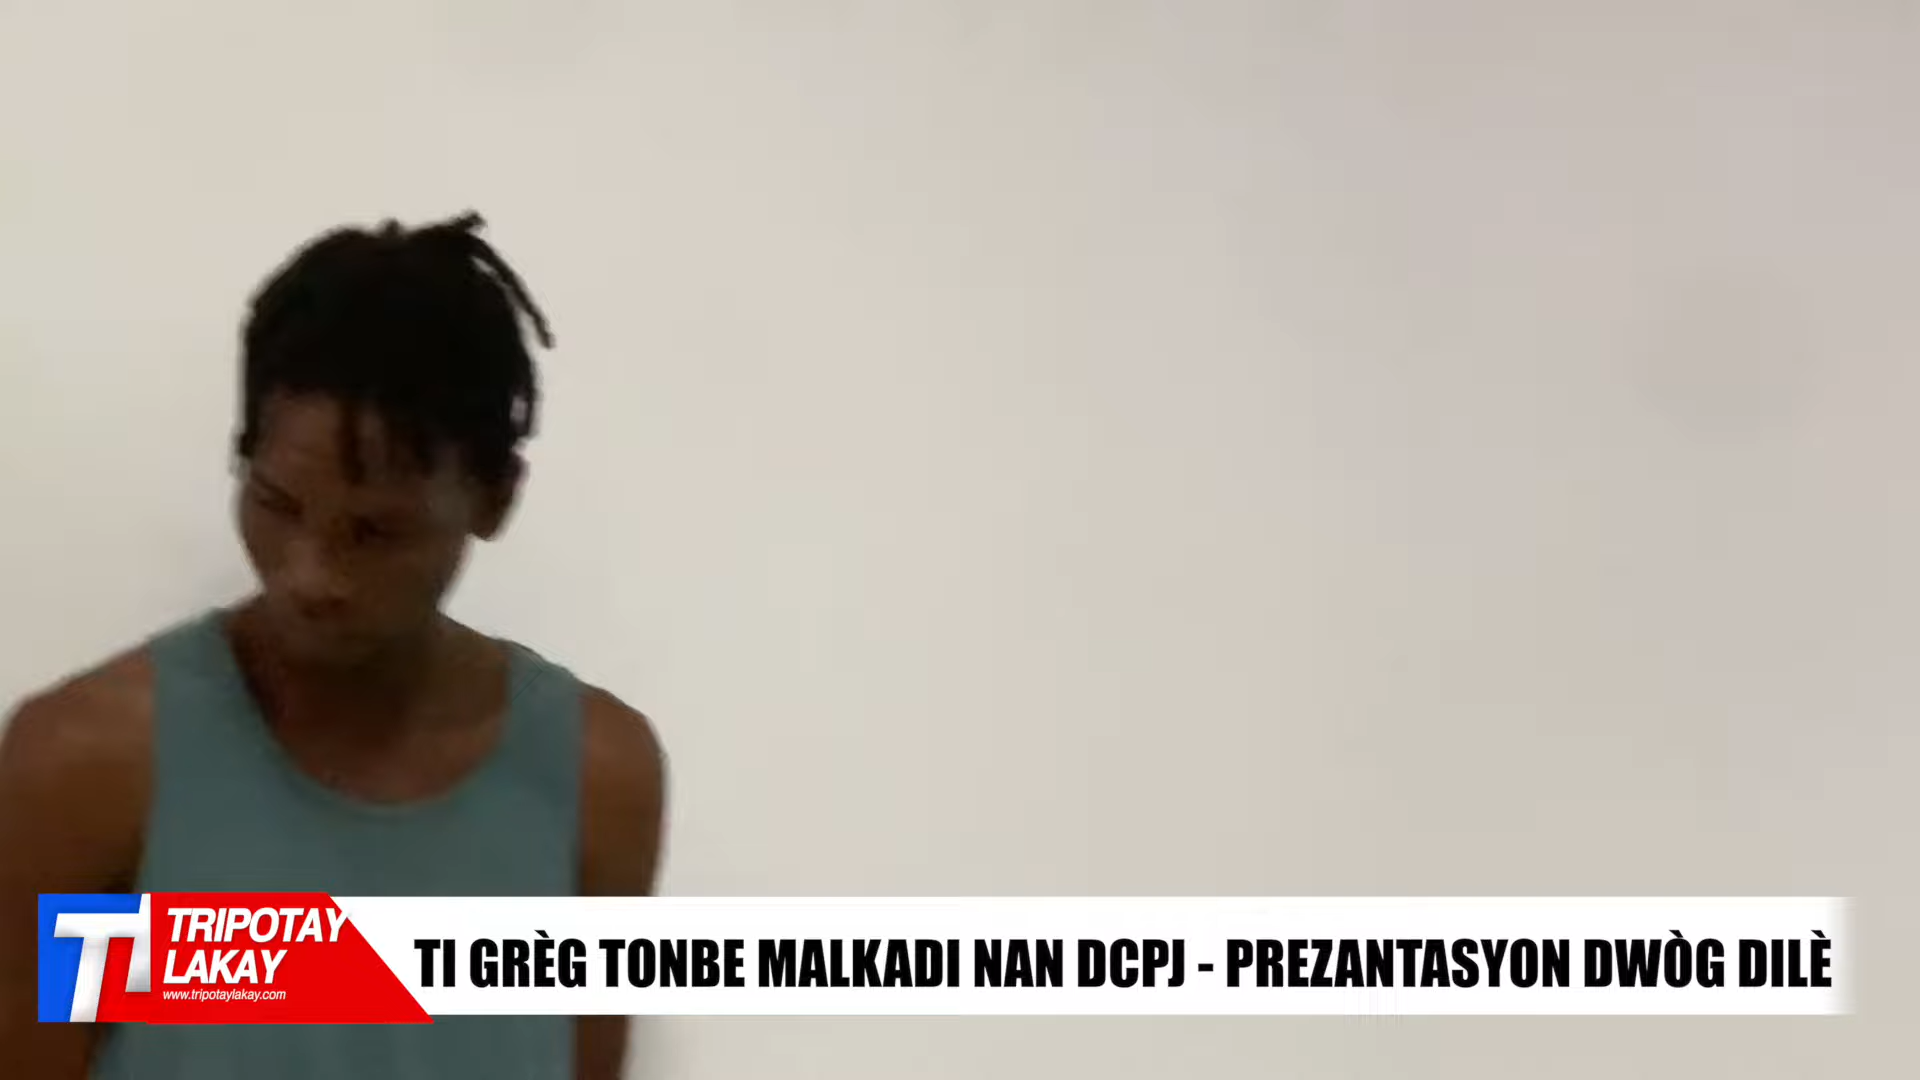 TRIPOTAY
LAKAY
www.tripotaylakay.com
TI GRÈG TONBE MALKADI NAN DCPJ - PREZANTASYON DWÒG DILÈ